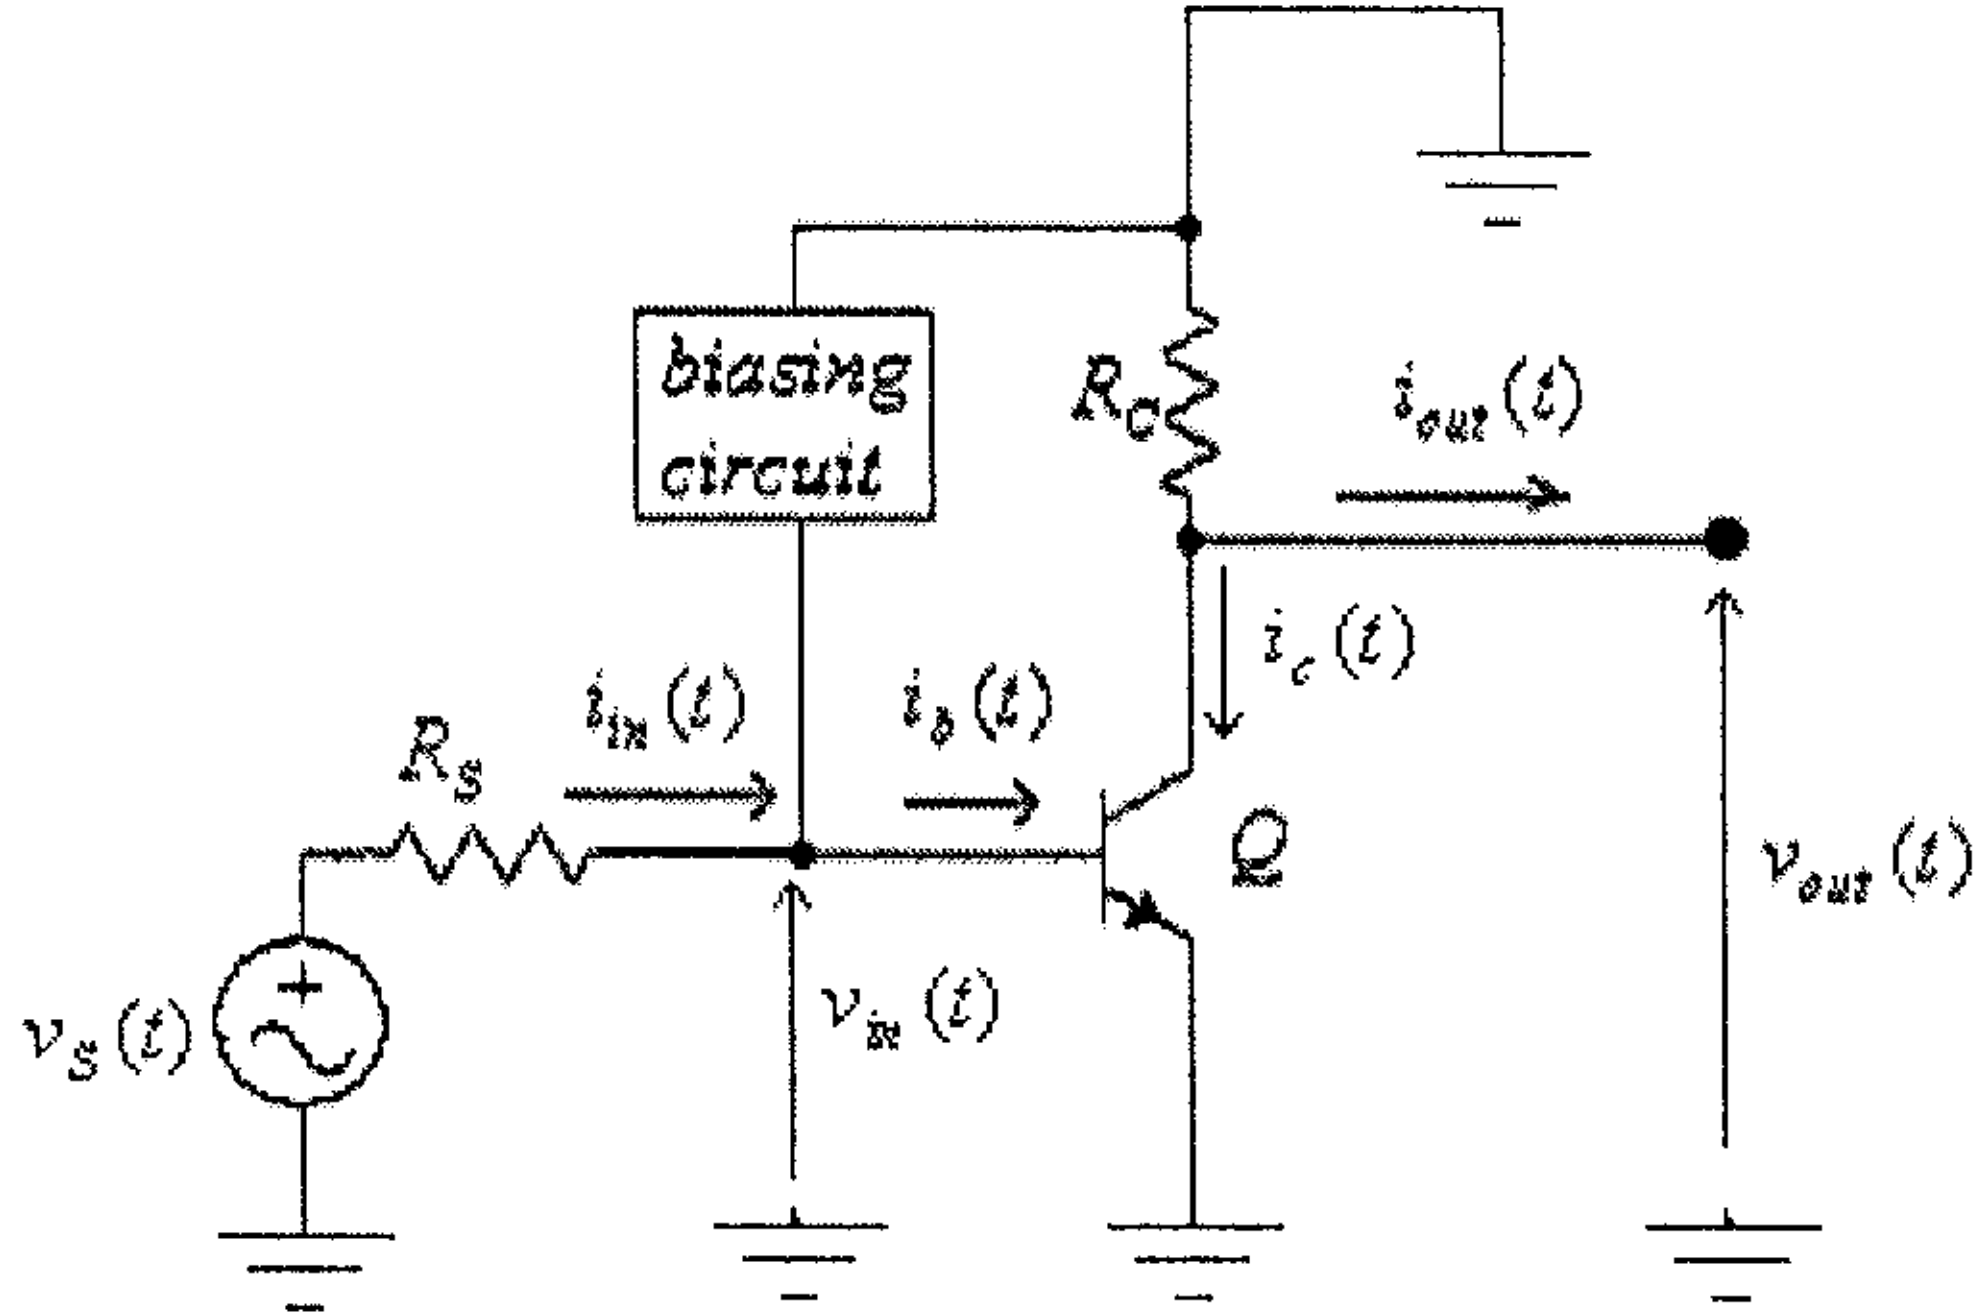 biasing
circuit
R_C
i_out(t)
i_c(t)
i_in(t)
i_b(t)
R_S
Q
v_out(t)
v_in(t)
+
v_S(t)